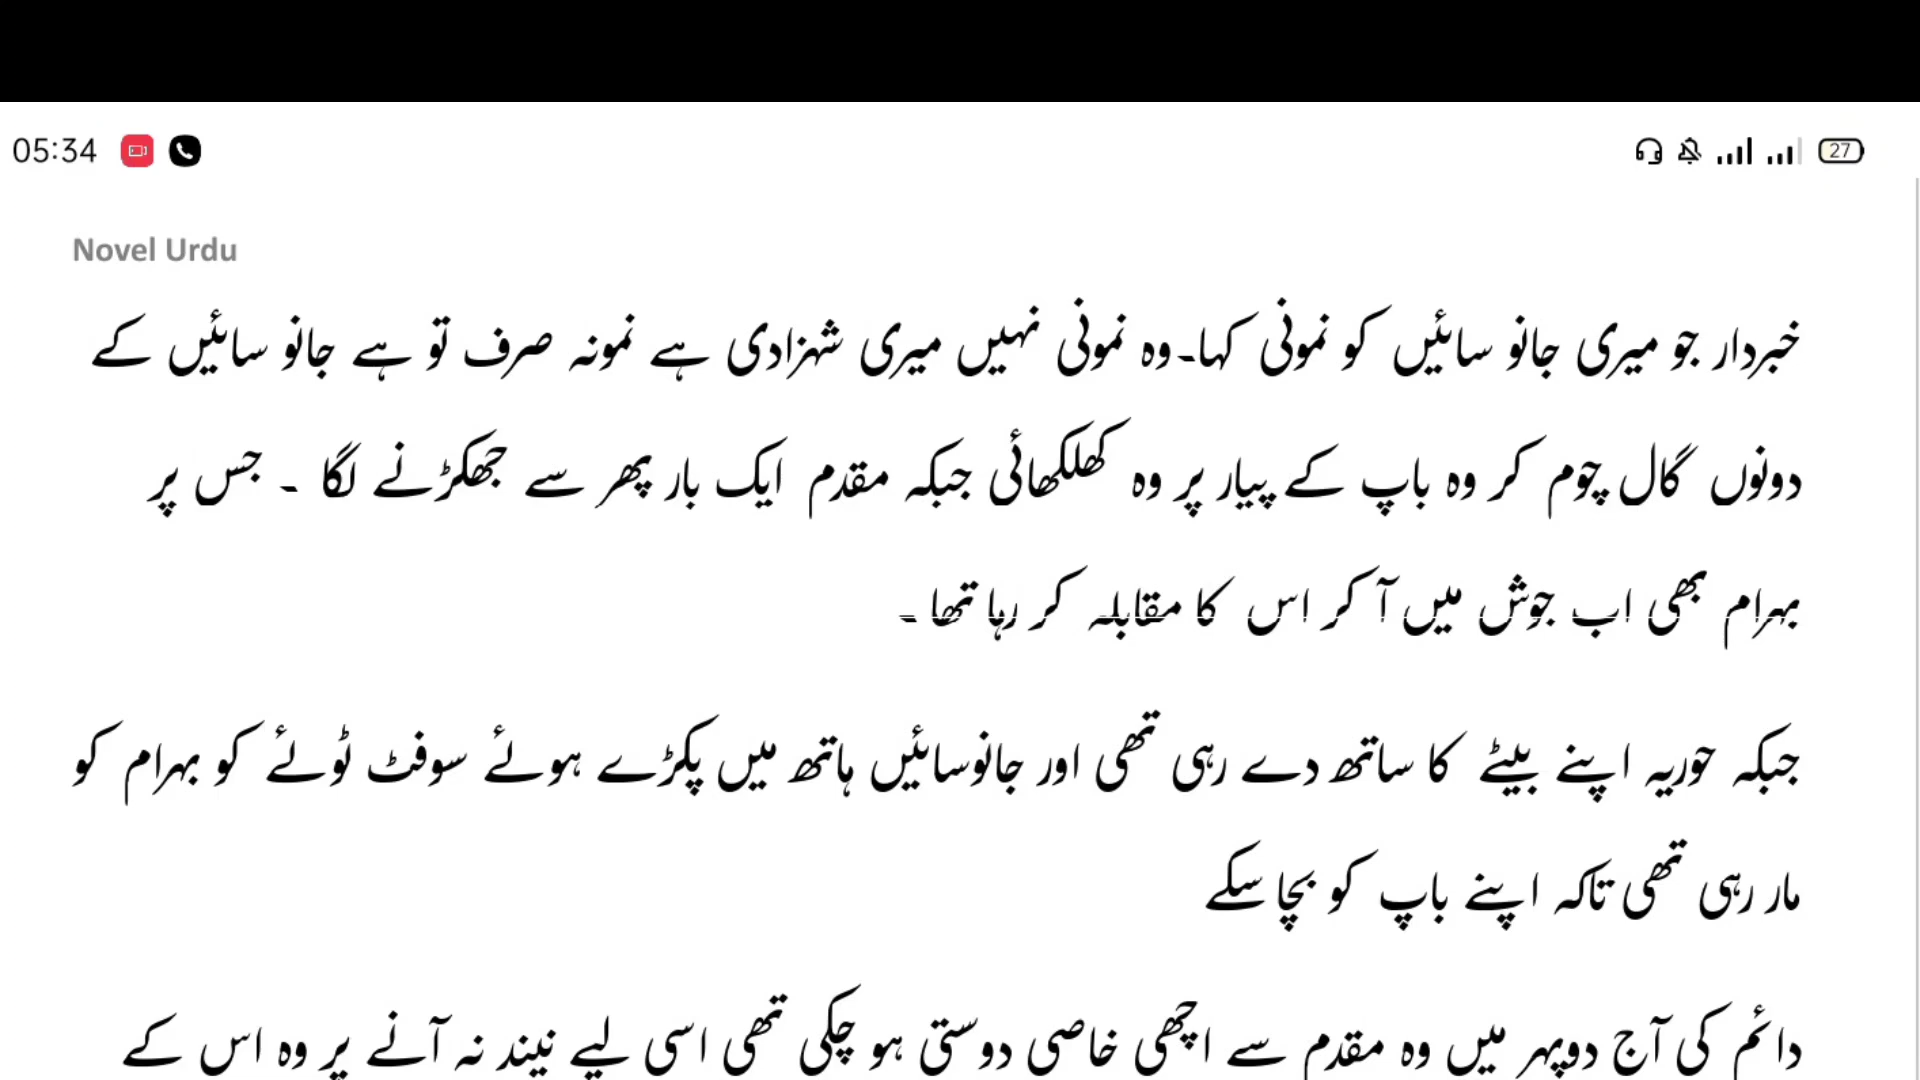 05:34
27
Novel Urdu
خبردار جو میری جانو سائیں کو نمونی کہا۔وہ نمونی نہیں میری شہزادی ہے نمونہ صرف تو ہے جانو سائیں کے
دونوں گال چوم کر وہ باپ کے پیار پر وہ کھلکھائی جبکہ مقدم ایک بار پھر سے جھکڑنے لگا ۔ جس پر
بہرام بھی اب جوش میں آ کر اس کا مقابلہ کر رہا تھا ۔
جبکہ حوریہ اپنے بیٹے کا ساتھ دے رہی تھی اور جانوسائیں ہاتھ میں پکڑے ہوئے سوفٹ ٹوئے کو بہرام کو
مار رہی تھی تاکہ اپنے باپ کو بچا سکے
دائم کی آج دوپہر میں وہ مقدم سے اچھی خاصی دوستی ہو چکی تھی اسی لیے نیند نہ آنے پر وہ اس کے